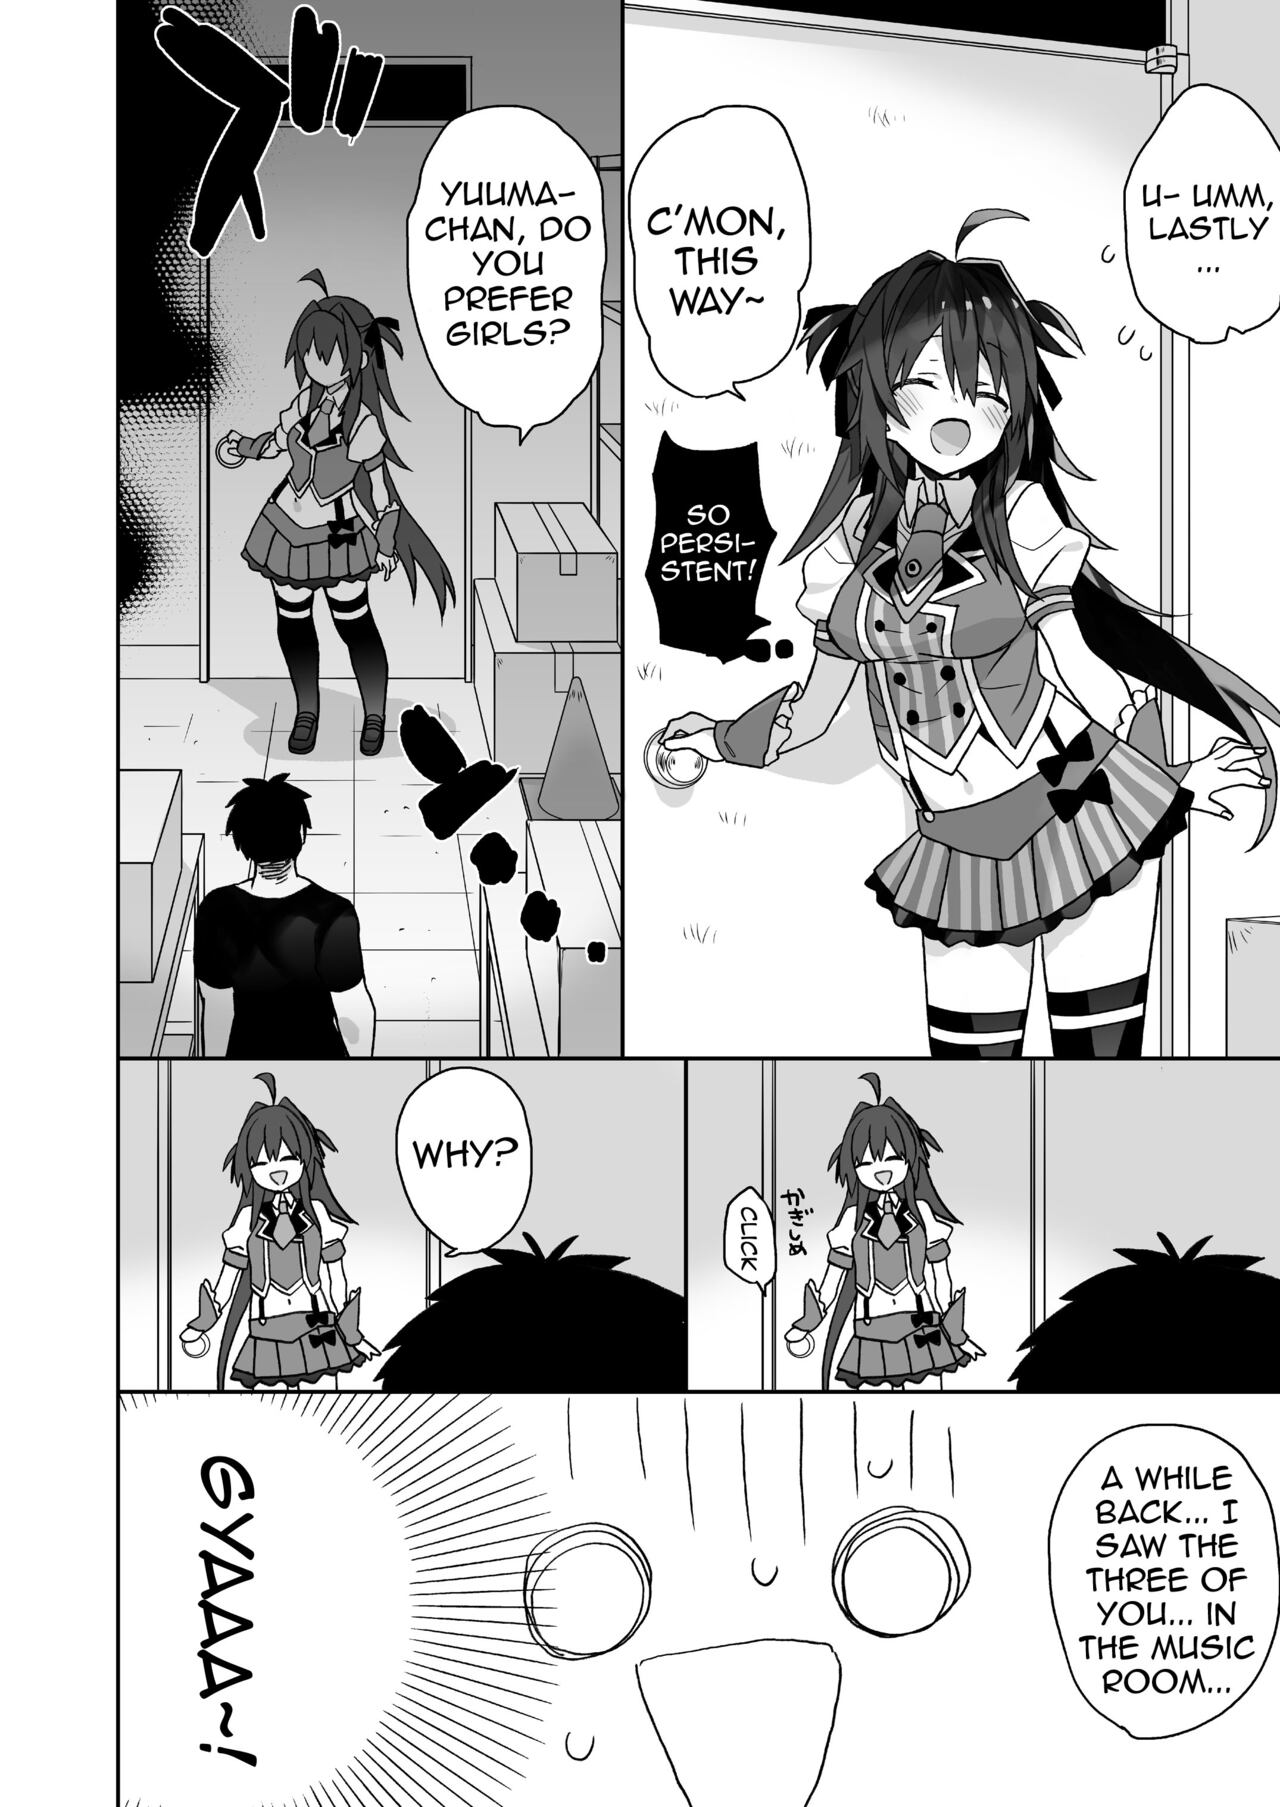 U- UMM,
LASTLY
...
C'MON,
THIS
WAY~
SO
PERSI-
STENT!
YUUMA-
CHAN, DO
YOU
PREFER
GIRLS?
CLICK
WHY?
A WHILE
BACK... I
SAW THE
THREE OF
YOU... IN
THE MUSIC
ROOM...
GYAAA~!